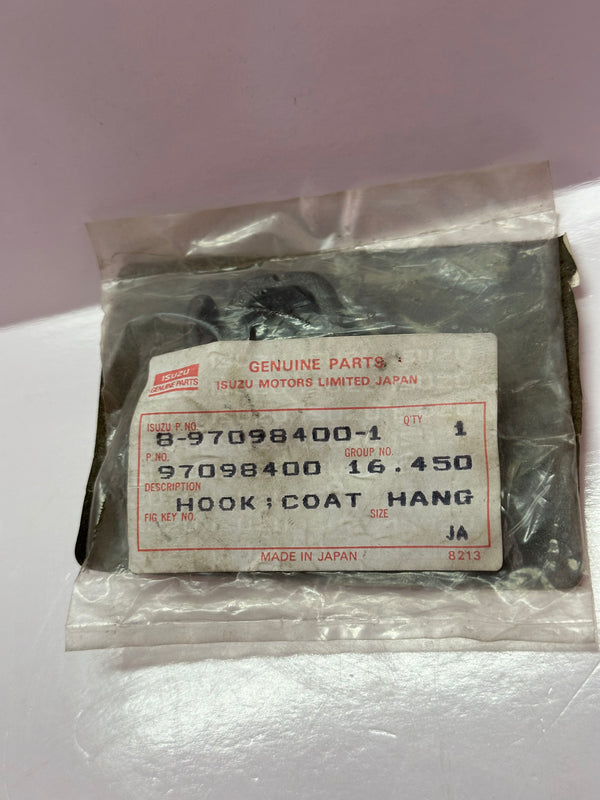 ISUZU
GENUINE PARTS
GENUINE PARTS
ISUZU MOTORS LIMITED JAPAN
ISUZU P.NO. Q'TY
8-97098400-1 1
P.NO. GROUP NO.
97098400 16.450
DESCRIPTION
HOOK;COAT HANG
FIG KEY NO. SIZE
JA
MADE IN JAPAN 8213